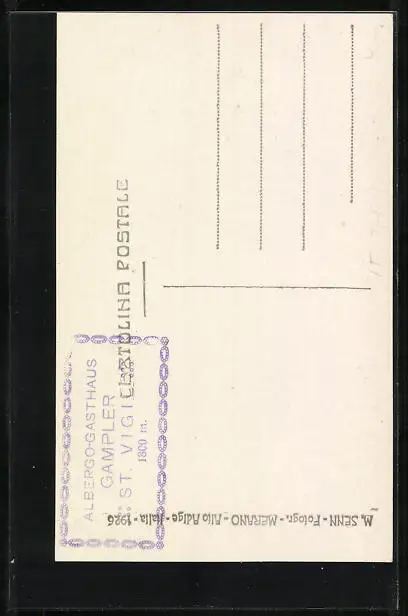 CARTOLINA POSTALE
ALBERGO-GASTHAUS
GAMPLER
ST. VIGIL
1800 m.
M. SENN - Fotogr. - MERANO - Alto Adige - Italia - 1926